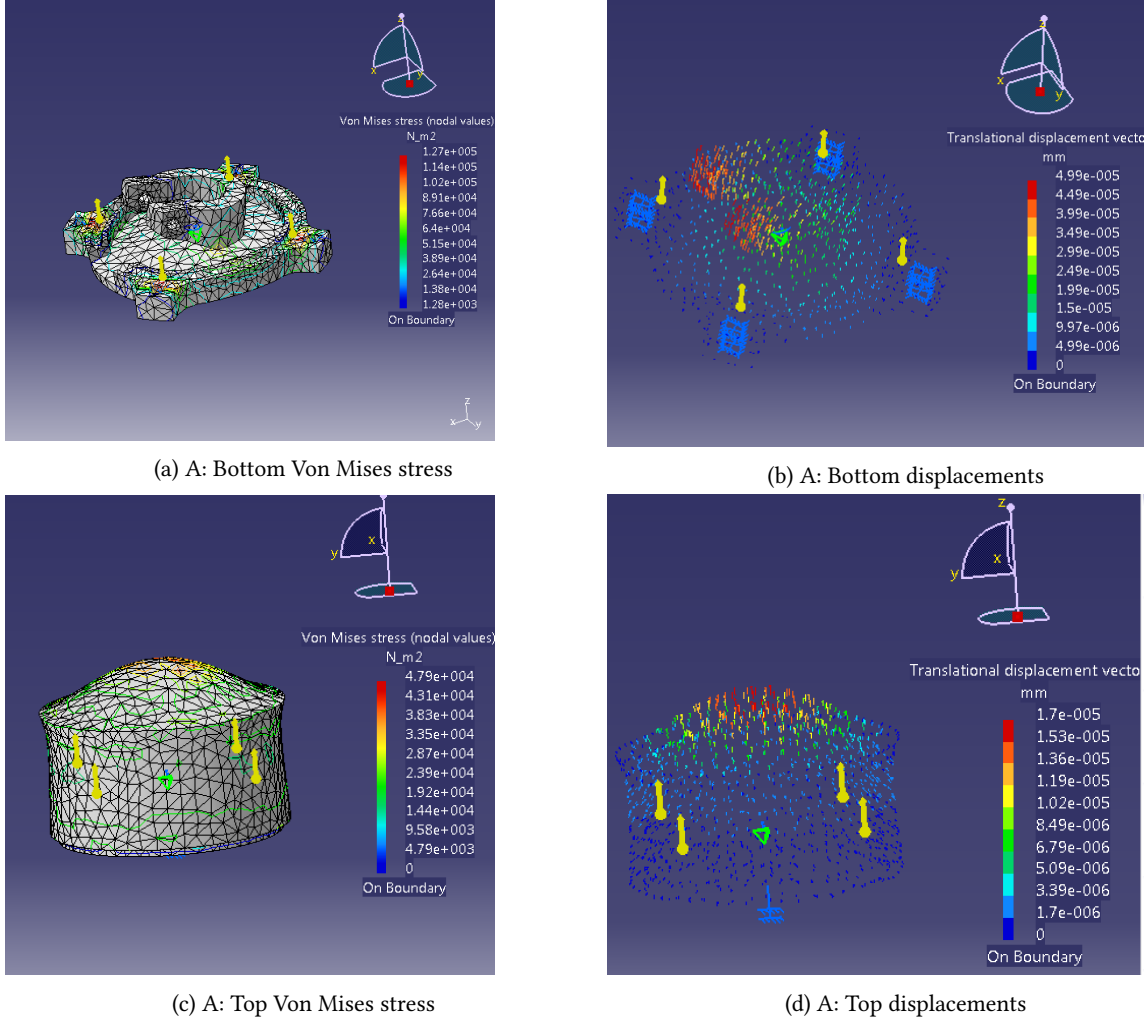 z
x
y
Von Mises stress (nodal values)
N_m2
1.27e+005
1.14e+005
1.02e+005
8.91e+004
7.66e+004
6.4e+004
5.15e+004
3.89e+004
2.64e+004
1.38e+004
1.28e+003
On Boundary
z
x y
(a) A: Bottom Von Mises stress
z
x
y
Translational displacement vecto
mm
4.99e-005
4.49e-005
3.99e-005
3.49e-005
2.99e-005
2.49e-005
1.99e-005
1.5e-005
9.97e-006
4.99e-006
0
On Boundary
(b) A: Bottom displacements
y
x
Von Mises stress (nodal values)
N_m2
4.79e+004
4.31e+004
3.83e+004
3.35e+004
2.87e+004
2.39e+004
1.92e+004
1.44e+004
9.58e+003
4.79e+003
0
On Boundary
(c) A: Top Von Mises stress
z
x
y
Translational displacement vecto
mm
1.7e-005
1.53e-005
1.36e-005
1.19e-005
1.02e-005
8.49e-006
6.79e-006
5.09e-006
3.39e-006
1.7e-006
0
On Boundary
(d) A: Top displacements